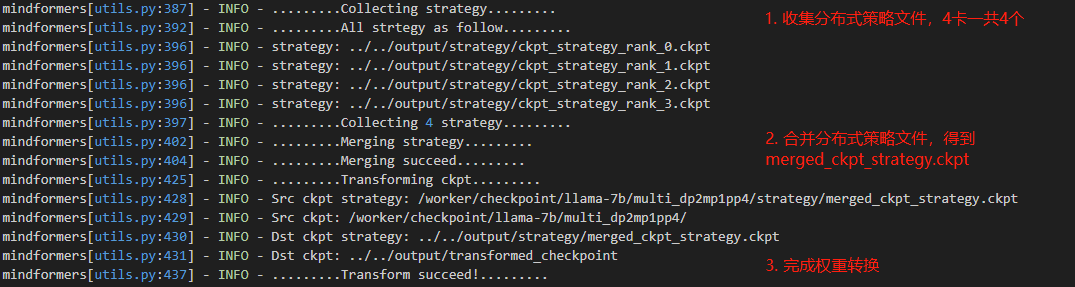 mindformers[utils.py:387] - INFO - .........Collecting strategy.........
1. 收集分布式策略文件，4卡一共4个
mindformers[utils.py:392] - INFO - .........All strtegy as follow.........
mindformers[utils.py:396] - INFO - strategy: ../../output/strategy/ckpt_strategy_rank_0.ckpt
mindformers[utils.py:396] - INFO - strategy: ../../output/strategy/ckpt_strategy_rank_1.ckpt
mindformers[utils.py:396] - INFO - strategy: ../../output/strategy/ckpt_strategy_rank_2.ckpt
mindformers[utils.py:396] - INFO - strategy: ../../output/strategy/ckpt_strategy_rank_3.ckpt
mindformers[utils.py:397] - INFO - .........Collecting 4 strategy.........
mindformers[utils.py:402] - INFO - .........Merging strategy.........
2. 合并分布式策略文件，得到
merged_ckpt_strategy.ckpt
mindformers[utils.py:404] - INFO - .........Merging succeed.........
mindformers[utils.py:425] - INFO - .........Transforming ckpt.........
mindformers[utils.py:428] - INFO - Src ckpt strategy: /worker/checkpoint/llama-7b/multi_dp2mp1pp4/strategy/merged_ckpt_strategy.ckpt
mindformers[utils.py:429] - INFO - Src ckpt: /worker/checkpoint/llama-7b/multi_dp2mp1pp4/
mindformers[utils.py:430] - INFO - Dst ckpt strategy: ../../output/strategy/merged_ckpt_strategy.ckpt
mindformers[utils.py:431] - INFO - Dst ckpt: ../../output/transformed_checkpoint
3. 完成权重转换
mindformers[utils.py:437] - INFO - .........Transform succeed!.........